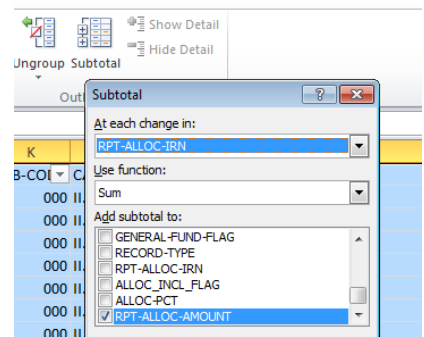 Show Detail
Hide Detail
Ungroup Subtotal
Outl
Subtotal
At each change in:
RPT-ALLOC-IRN
Use function:
Sum
Add subtotal to:
GENERAL-FUND-FLAG
RECORD-TYPE
RPT-ALLOC-IRN
ALLOC_INCL_FLAG
ALLOC-PCT
RPT-ALLOC-AMOUNT
K
B-COI CA
000 II.
000 II.
000 II.
000 II.
000 II.
000 II.
000 II